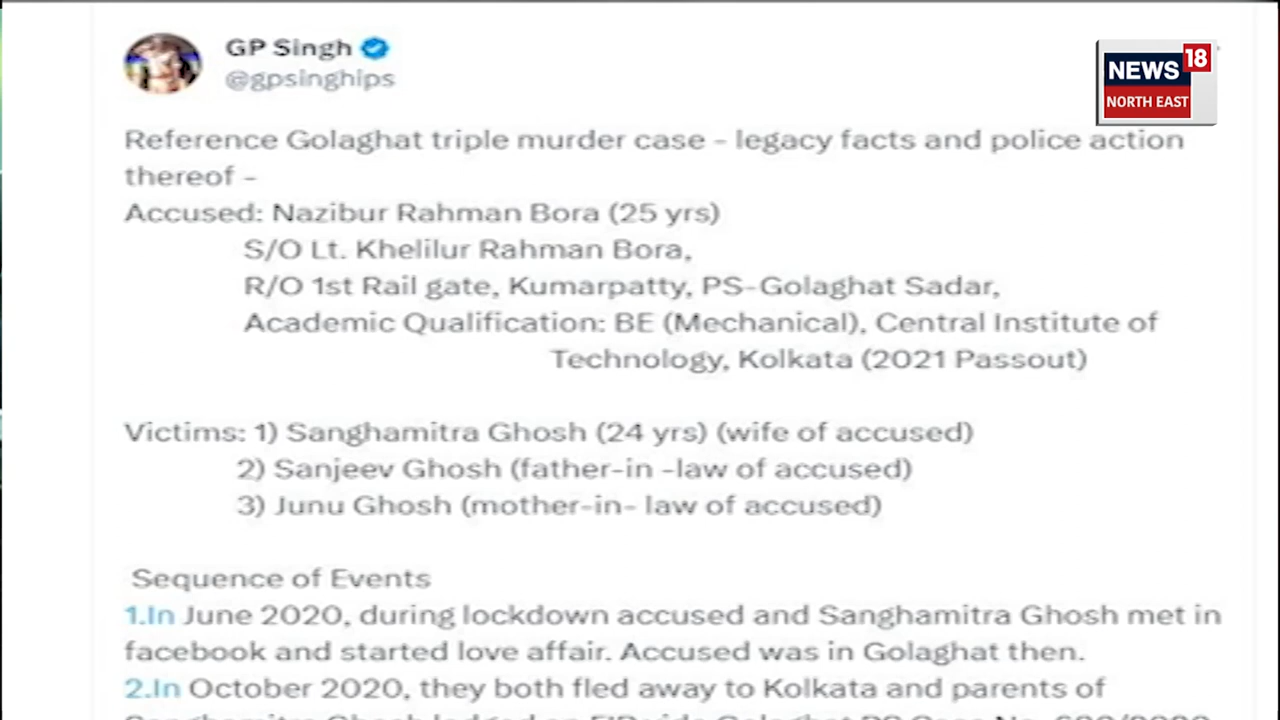 GP Singh
@gpsinghips
NEWS 18
NORTH EAST
Reference Golaghat triple murder case - legacy facts and police action
thereof -
Accused: Nazibur Rahman Bora (25 yrs)
S/O Lt. Khelilur Rahman Bora,
R/O 1st Rail gate, Kumarpatty, PS-Golaghat Sadar,
Academic Qualification: BE (Mechanical), Central Institute of
Technology, Kolkata (2021 Passout)
Victims: 1) Sanghamitra Ghosh (24 yrs) (wife of accused)
2) Sanjeev Ghosh (father-in -law of accused)
3) Junu Ghosh (mother-in- law of accused)
Sequence of Events
1.In June 2020, during lockdown accused and Sanghamitra Ghosh met in
facebook and started love affair. Accused was in Golaghat then.
2.In October 2020, they both fled away to Kolkata and parents of